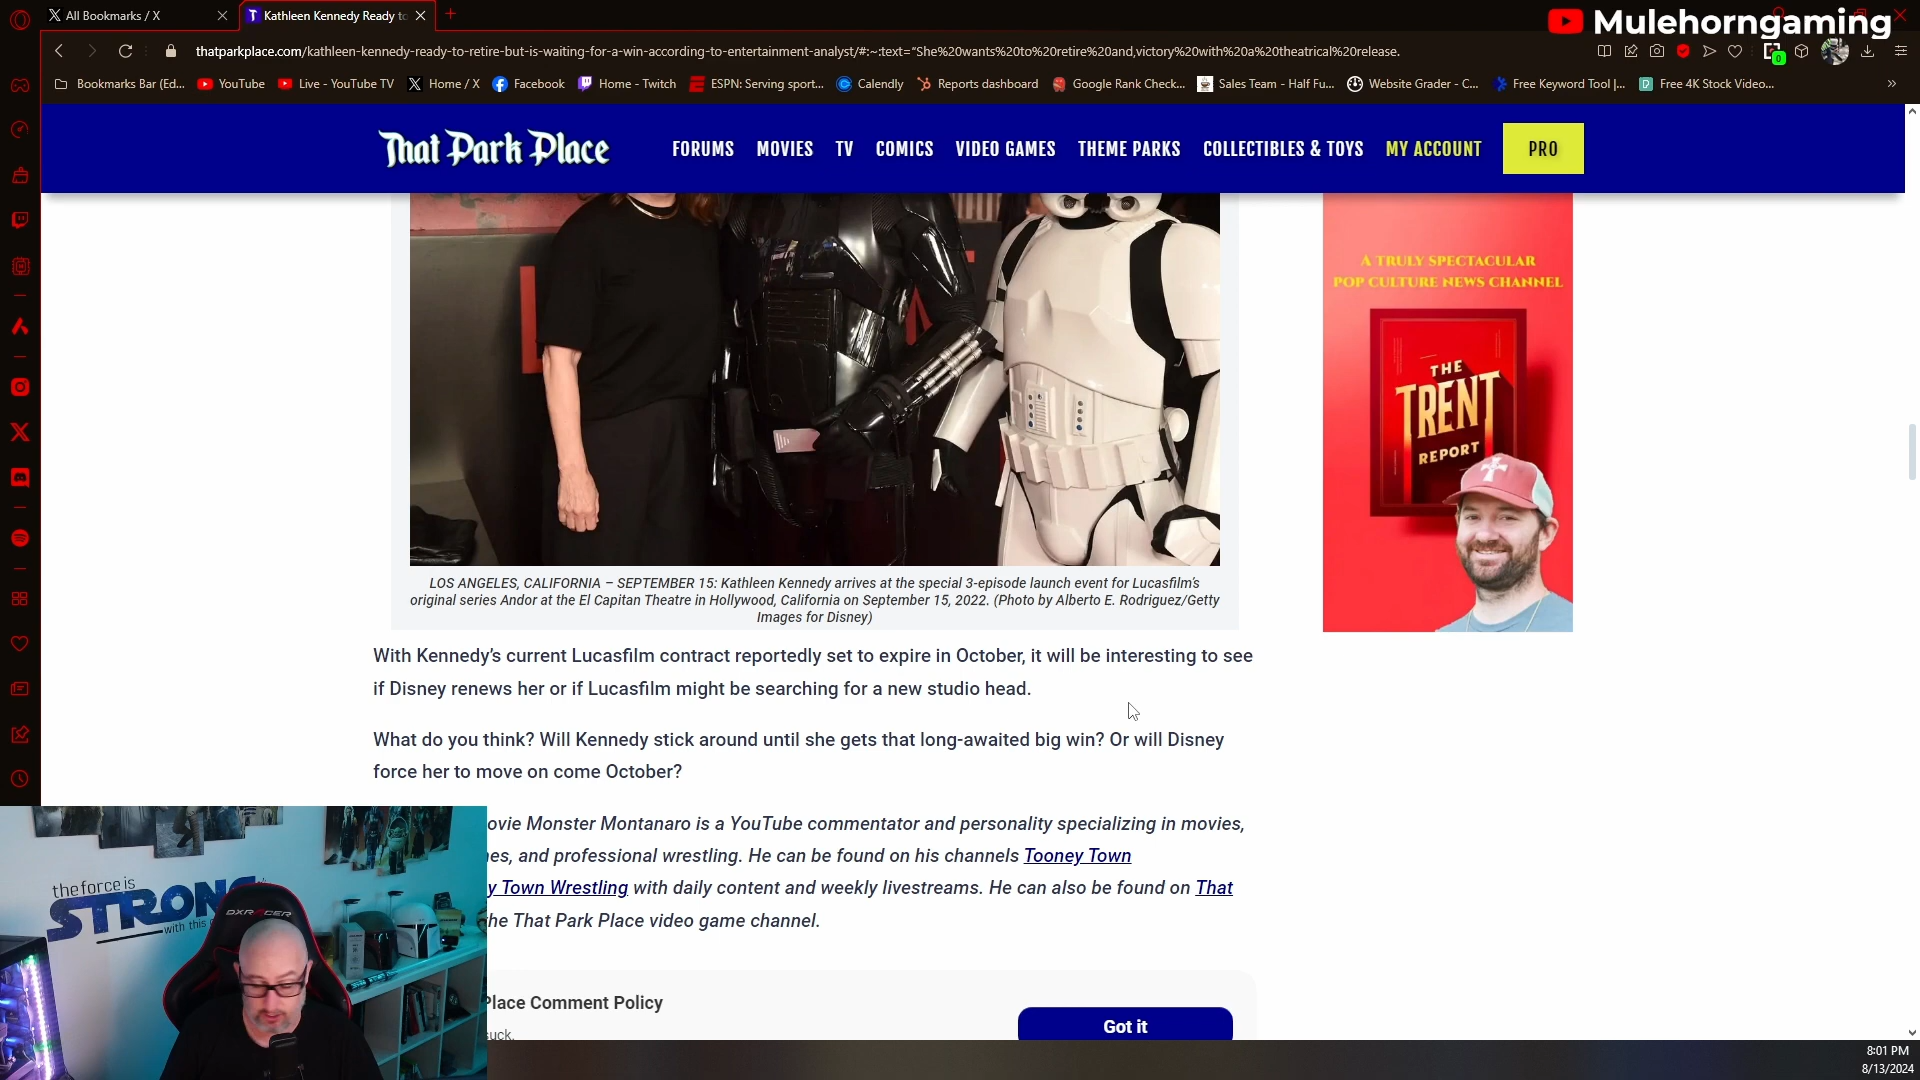 All Bookmarks / X
Kathleen Kennedy Ready to
Mulehorngaming
thatparkplace.com/kathleen-kennedy-ready-to-retire-but-is-waiting-for-a-win-according-to-entertainment-analyst/#:~:text="She%20wants%20to%20retire%20and,victory%20with%20a%20theatrical%20release.
Bookmarks Bar (Ed... YouTube Live - YouTube TV Home / X Facebook Home - Twitch ESPN: Serving sport... Calendly Reports dashboard Google Rank Check... Sales Team - Half Fu... Website Grader - C... Free Keyword Tool |... Free 4K Stock Video...
That Park Place FORUMS MOVIES TV COMICS VIDEO GAMES THEME PARKS COLLECTIBLES & TOYS MY ACCOUNT PRO
A TRULY SPECTACULAR
POP CULTURE NEWS CHANNEL
THE
TRENT
REPORT
LOS ANGELES, CALIFORNIA – SEPTEMBER 15: Kathleen Kennedy arrives at the special 3-episode launch event for Lucasfilm's
original series Andor at the El Capitan Theatre in Hollywood, California on September 15, 2022. (Photo by Alberto E. Rodriguez/Getty
Images for Disney)
With Kennedy's current Lucasfilm contract reportedly set to expire in October, it will be interesting to see
if Disney renews her or if Lucasfilm might be searching for a new studio head.
What do you think? Will Kennedy stick around until she gets that long-awaited big win? Or will Disney
force her to move on come October?
ovie Monster Montanaro is a YouTube commentator and personality specializing in movies,
es, and professional wrestling. He can be found on his channels Tooney Town
y Town Wrestling with daily content and weekly livestreams. He can also be found on That
he That Park Place video game channel.
Place Comment Policy
suck.
Got it
the force is
STRONG
with this
DXRACER
8:01 PM
8/13/2024